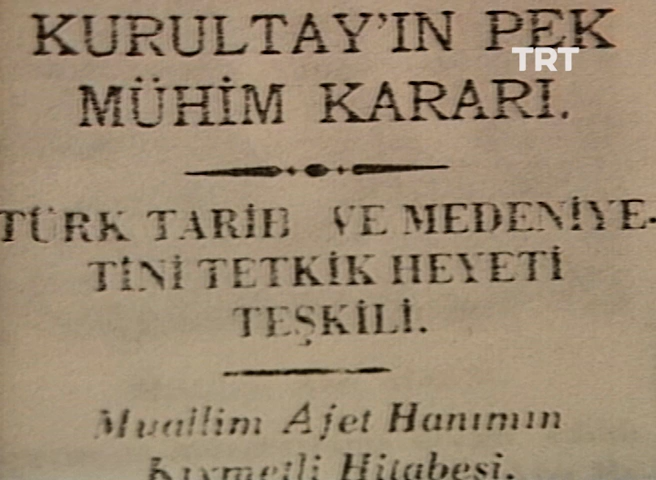 KURULTAY'IN PEK
TRT
MÜHİM KARARI.
TÜRK TARİH VE MEDENİYE-
TİNİ TETKİK HEYETİ
TEŞKİLİ.
Muallim Afet Hanımın
Kıymetli Hitabesi.